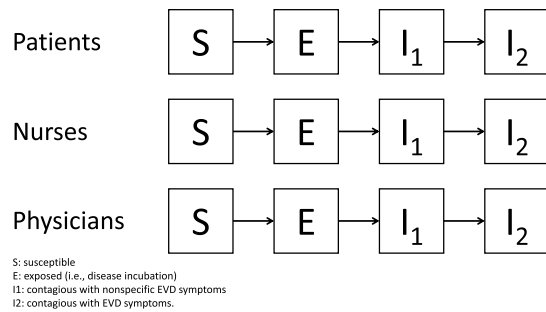 Patients S E I1 I2
Nurses S E I1 I2
Physicians S E I1 I2
S: susceptible
E: exposed (i.e., disease incubation)
I1: contagious with nonspecific EVD symptoms
I2: contagious with EVD symptoms.